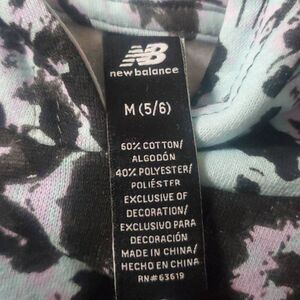 NB
new balance
M (5/6)
60% COTTON/
ALGODÓN
40% POLYESTER/
POLIÉSTER
EXCLUSIVE OF
DECORATION/
EXCLUSIVO PARA
DECORACIÓN
MADE IN CHINA/
HECHO EN CHINA
RN#63619